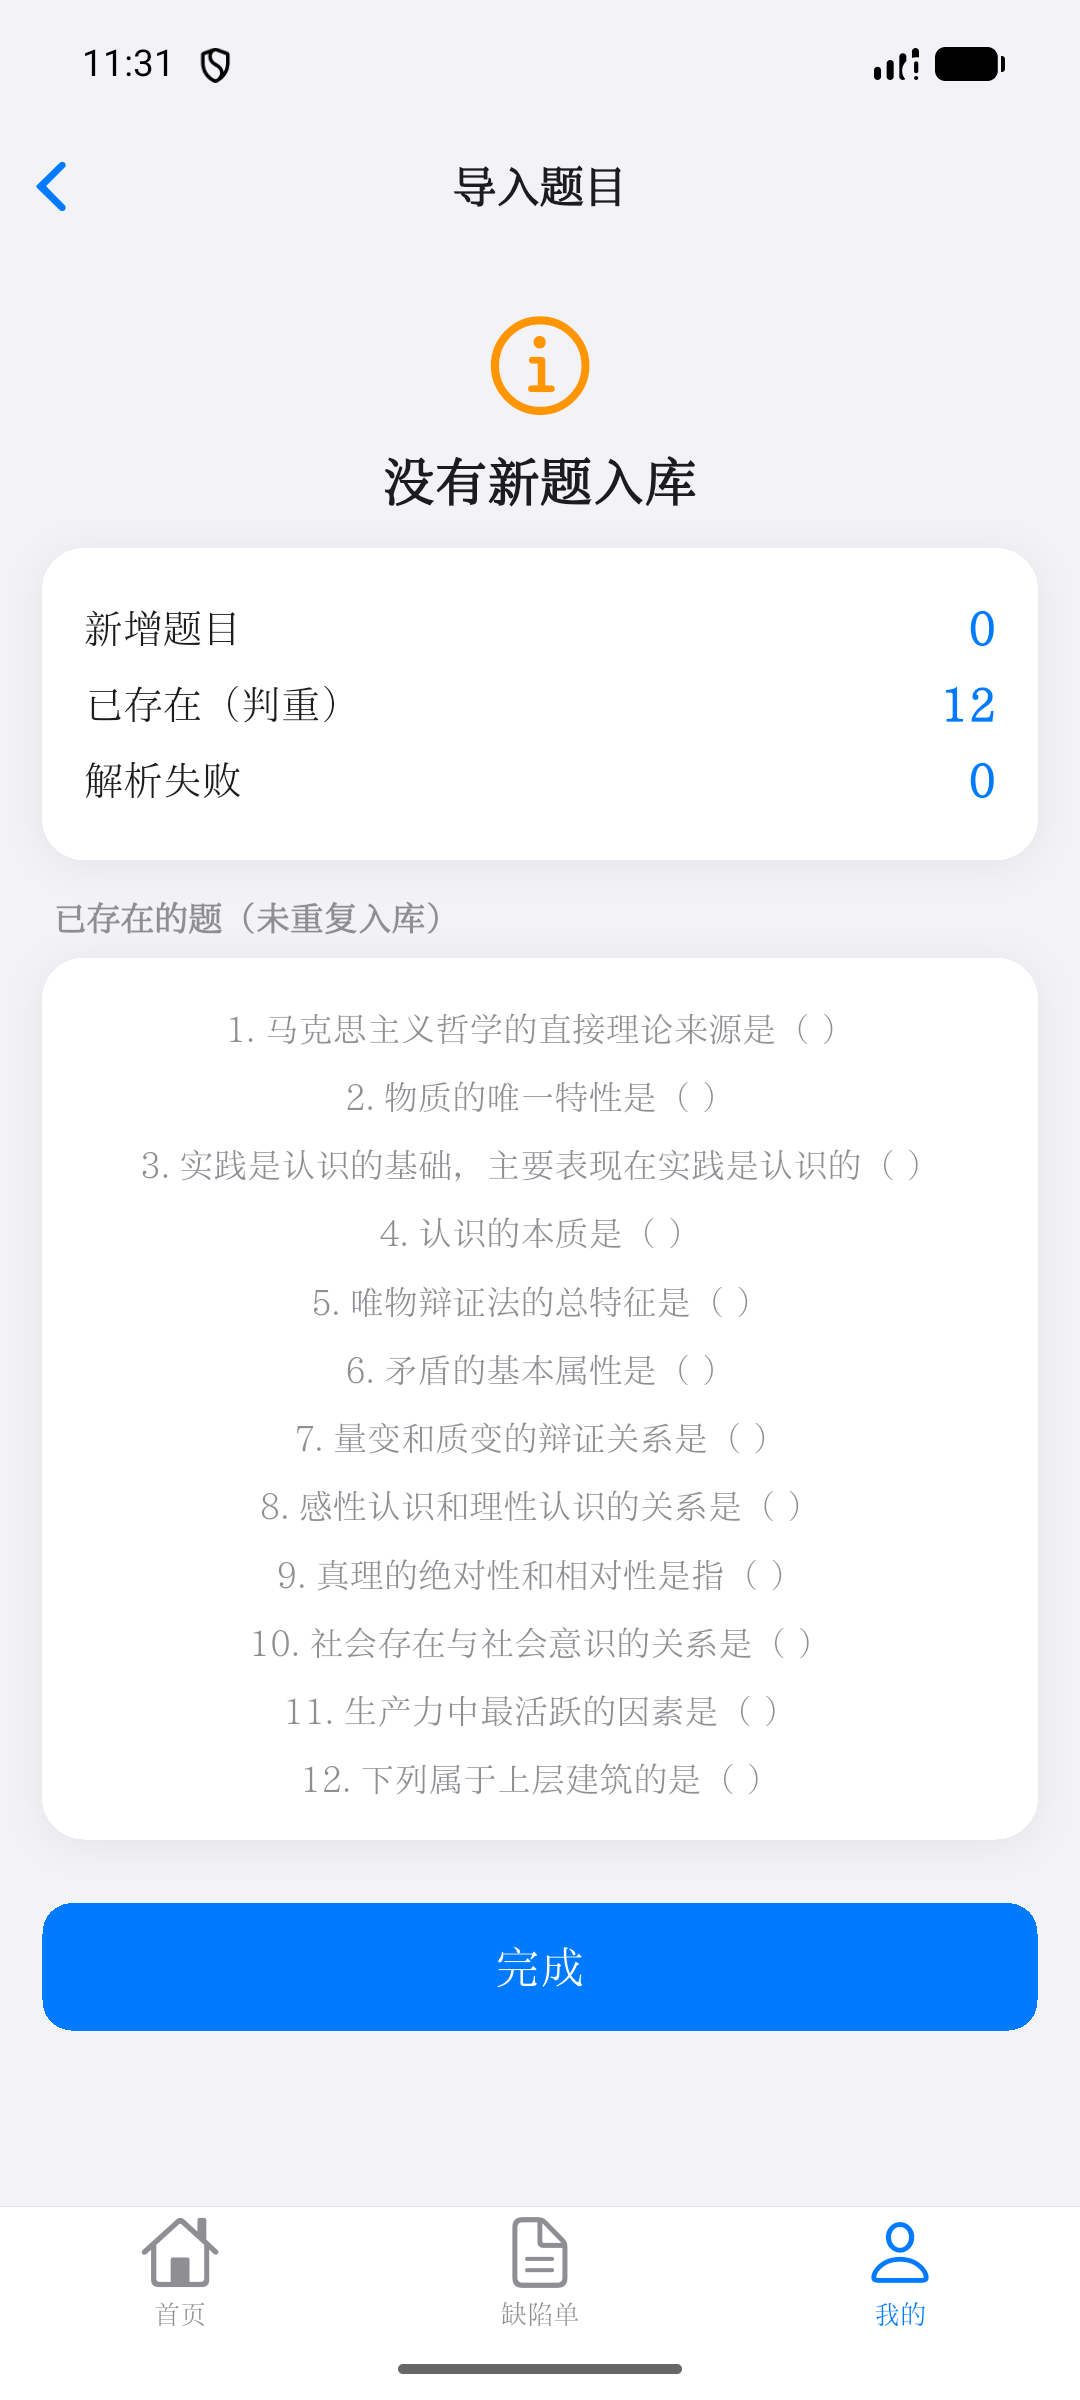 11:31
导入题目
没有新题入库
新增题目 0
已存在（判重） 12
解析失败 0
已存在的题（未重复入库）
1. 马克思主义哲学的直接理论来源是（ ）
2. 物质的唯一特性是（ ）
3. 实践是认识的基础，主要表现在实践是认识的（ ）
4. 认识的本质是（ ）
5. 唯物辩证法的总特征是（ ）
6. 矛盾的基本属性是（ ）
7. 量变和质变的辩证关系是（ ）
8. 感性认识和理性认识的关系是（ ）
9. 真理的绝对性和相对性是指（ ）
10. 社会存在与社会意识的关系是（ ）
11. 生产力中最活跃的因素是（ ）
12. 下列属于上层建筑的是（ ）
完成
首页 缺陷单 我的